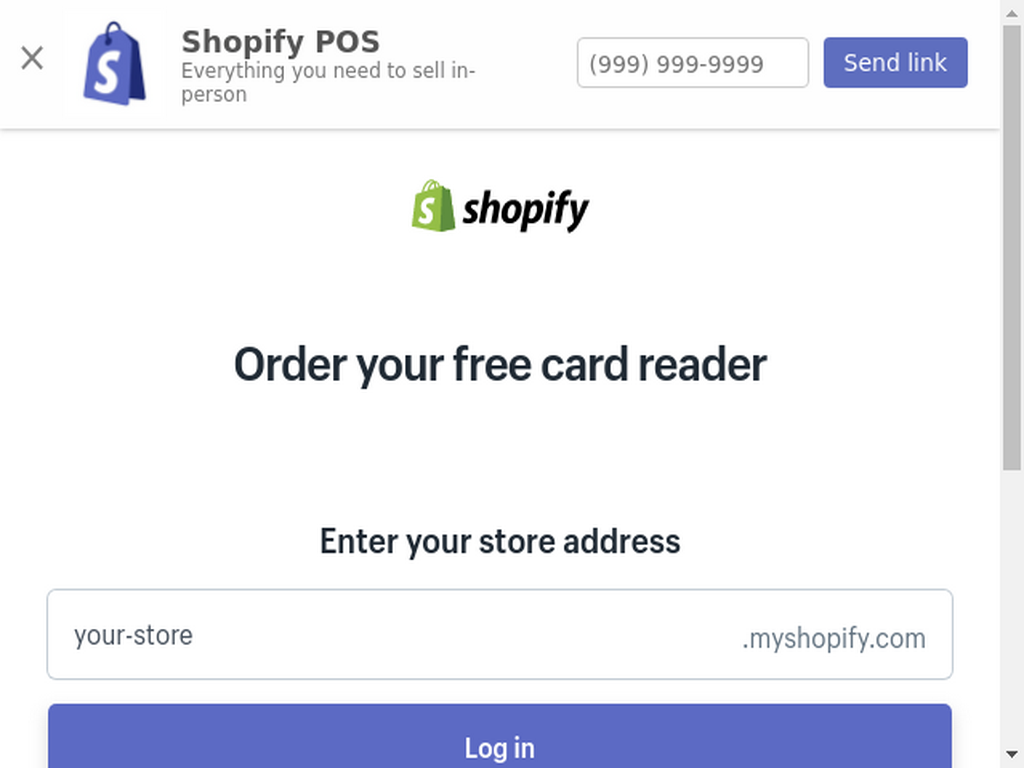 Shopify POS
Everything you need to sell in-
person
(999) 999-9999
Send link
shopify
Order your free card reader
Enter your store address
your-store
.myshopify.com
Log in